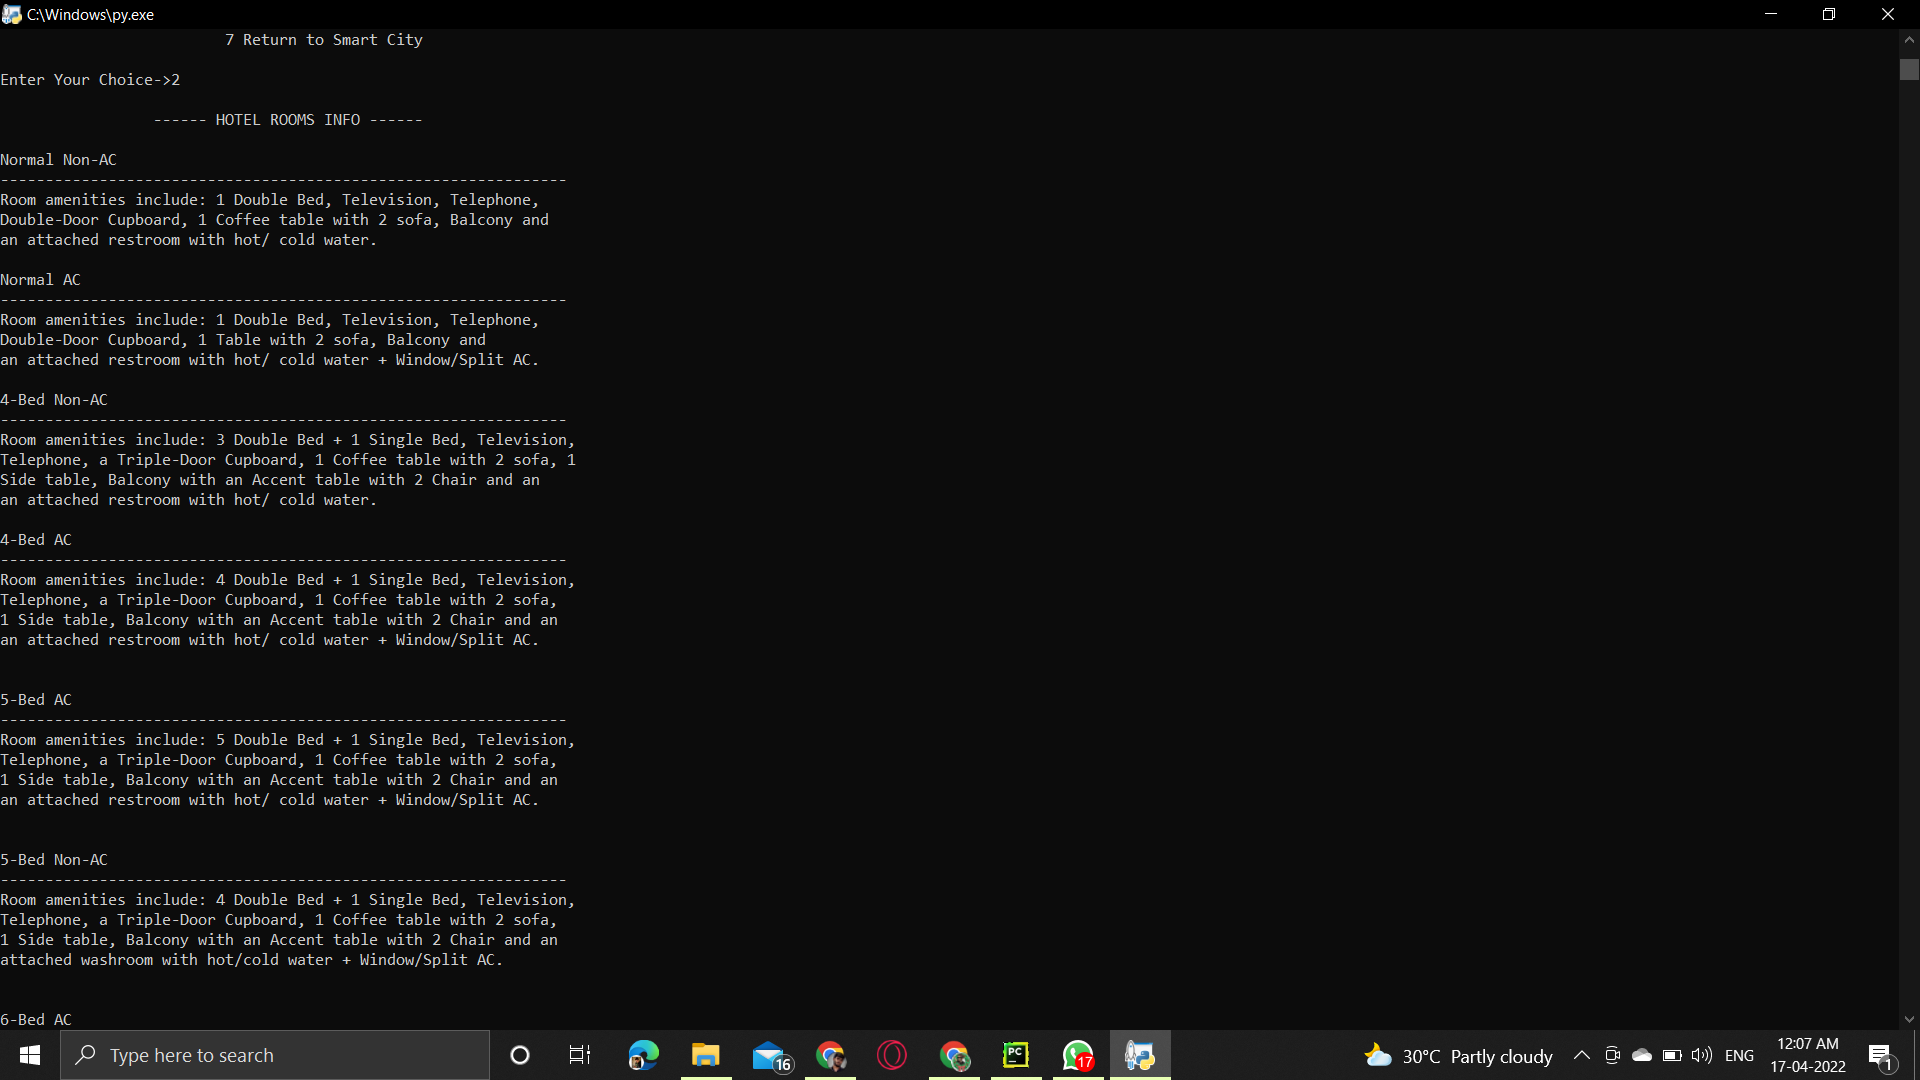 C:\Windows\py.exe
7 Return to Smart City
Enter Your Choice->2
------ HOTEL ROOMS INFO ------
Normal Non-AC
---------------------------------------------------------------
Room amenities include: 1 Double Bed, Television, Telephone,
Double-Door Cupboard, 1 Coffee table with 2 sofa, Balcony and
an attached restroom with hot/ cold water.
Normal AC
---------------------------------------------------------------
Room amenities include: 1 Double Bed, Television, Telephone,
Double-Door Cupboard, 1 Table with 2 sofa, Balcony and
an attached restroom with hot/ cold water + Window/Split AC.
4-Bed Non-AC
---------------------------------------------------------------
Room amenities include: 3 Double Bed + 1 Single Bed, Television,
Telephone, a Triple-Door Cupboard, 1 Coffee table with 2 sofa, 1
Side table, Balcony with an Accent table with 2 Chair and an
an attached restroom with hot/ cold water.
4-Bed AC
---------------------------------------------------------------
Room amenities include: 4 Double Bed + 1 Single Bed, Television,
Telephone, a Triple-Door Cupboard, 1 Coffee table with 2 sofa,
1 Side table, Balcony with an Accent table with 2 Chair and an
an attached restroom with hot/ cold water + Window/Split AC.
5-Bed AC
---------------------------------------------------------------
Room amenities include: 5 Double Bed + 1 Single Bed, Television,
Telephone, a Triple-Door Cupboard, 1 Coffee table with 2 sofa,
1 Side table, Balcony with an Accent table with 2 Chair and an
an attached restroom with hot/ cold water + Window/Split AC.
5-Bed Non-AC
---------------------------------------------------------------
Room amenities include: 4 Double Bed + 1 Single Bed, Television,
Telephone, a Triple-Door Cupboard, 1 Coffee table with 2 sofa,
1 Side table, Balcony with an Accent table with 2 Chair and an
attached washroom with hot/cold water + Window/Split AC.
6-Bed AC
Type here to search
16
PC
17
30°C Partly cloudy
ENG
12:07 AM
17-04-2022
1